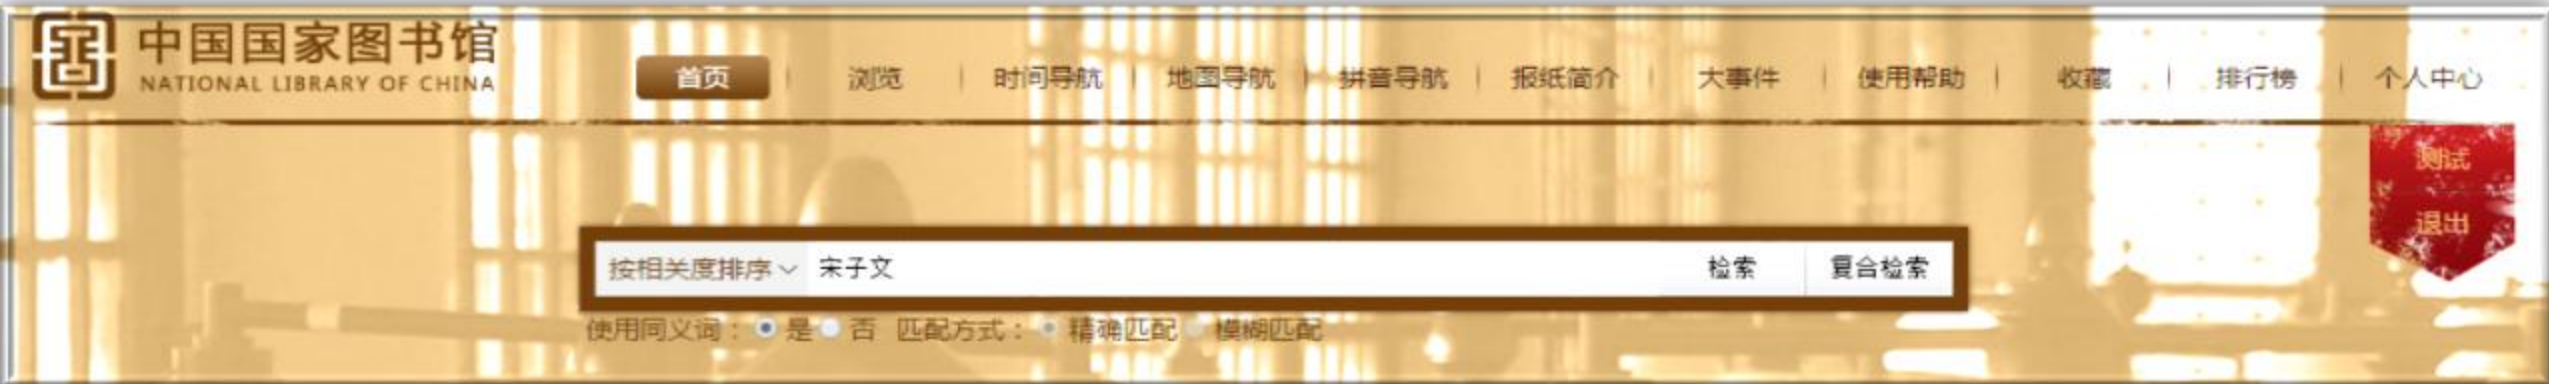 中国国家图书馆
NATIONAL LIBRARY OF CHINA
首页 浏览 时间导航 地图导航 拼音导航 报纸简介 大事件 使用帮助 收藏 排行榜 个人中心
测试
退出
按相关度排序 宋子文 检索 复合检索
使用同义词：是 否 匹配方式：精确匹配 模糊匹配